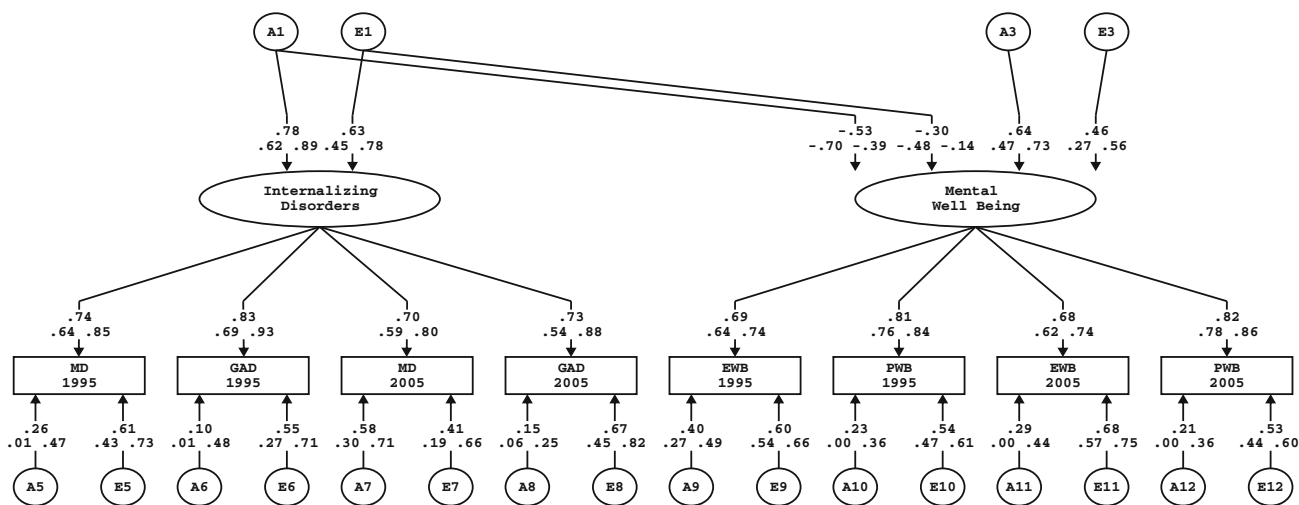 A1 E1 A3 E3
.78 .63 -.53 -.30 .64 .46
.62 .89 .45 .78 -.70 -.39 -.48 -.14 .47 .73 .27 .56
Internalizing Mental
Disorders Well Being
.74 .83 .70 .73 .69 .81 .68 .82
.64 .85 .69 .93 .59 .80 .54 .88 .64 .74 .76 .84 .62 .74 .78 .86
MD GAD MD GAD EWB PWB EWB PWB
1995 1995 2005 2005 1995 1995 2005 2005
.26 .61 .10 .55 .58 .41 .15 .67 .40 .60 .23 .54 .29 .68 .21 .53
.01 .47 .43 .73 .01 .48 .27 .71 .30 .71 .19 .66 .06 .25 .45 .82 .27 .49 .54 .66 .00 .36 .47 .61 .00 .44 .57 .75 .00 .36 .44 .60
A5 E5 A6 E6 A7 E7 A8 E8 A9 E9 A10 E10 A11 E11 A12 E12